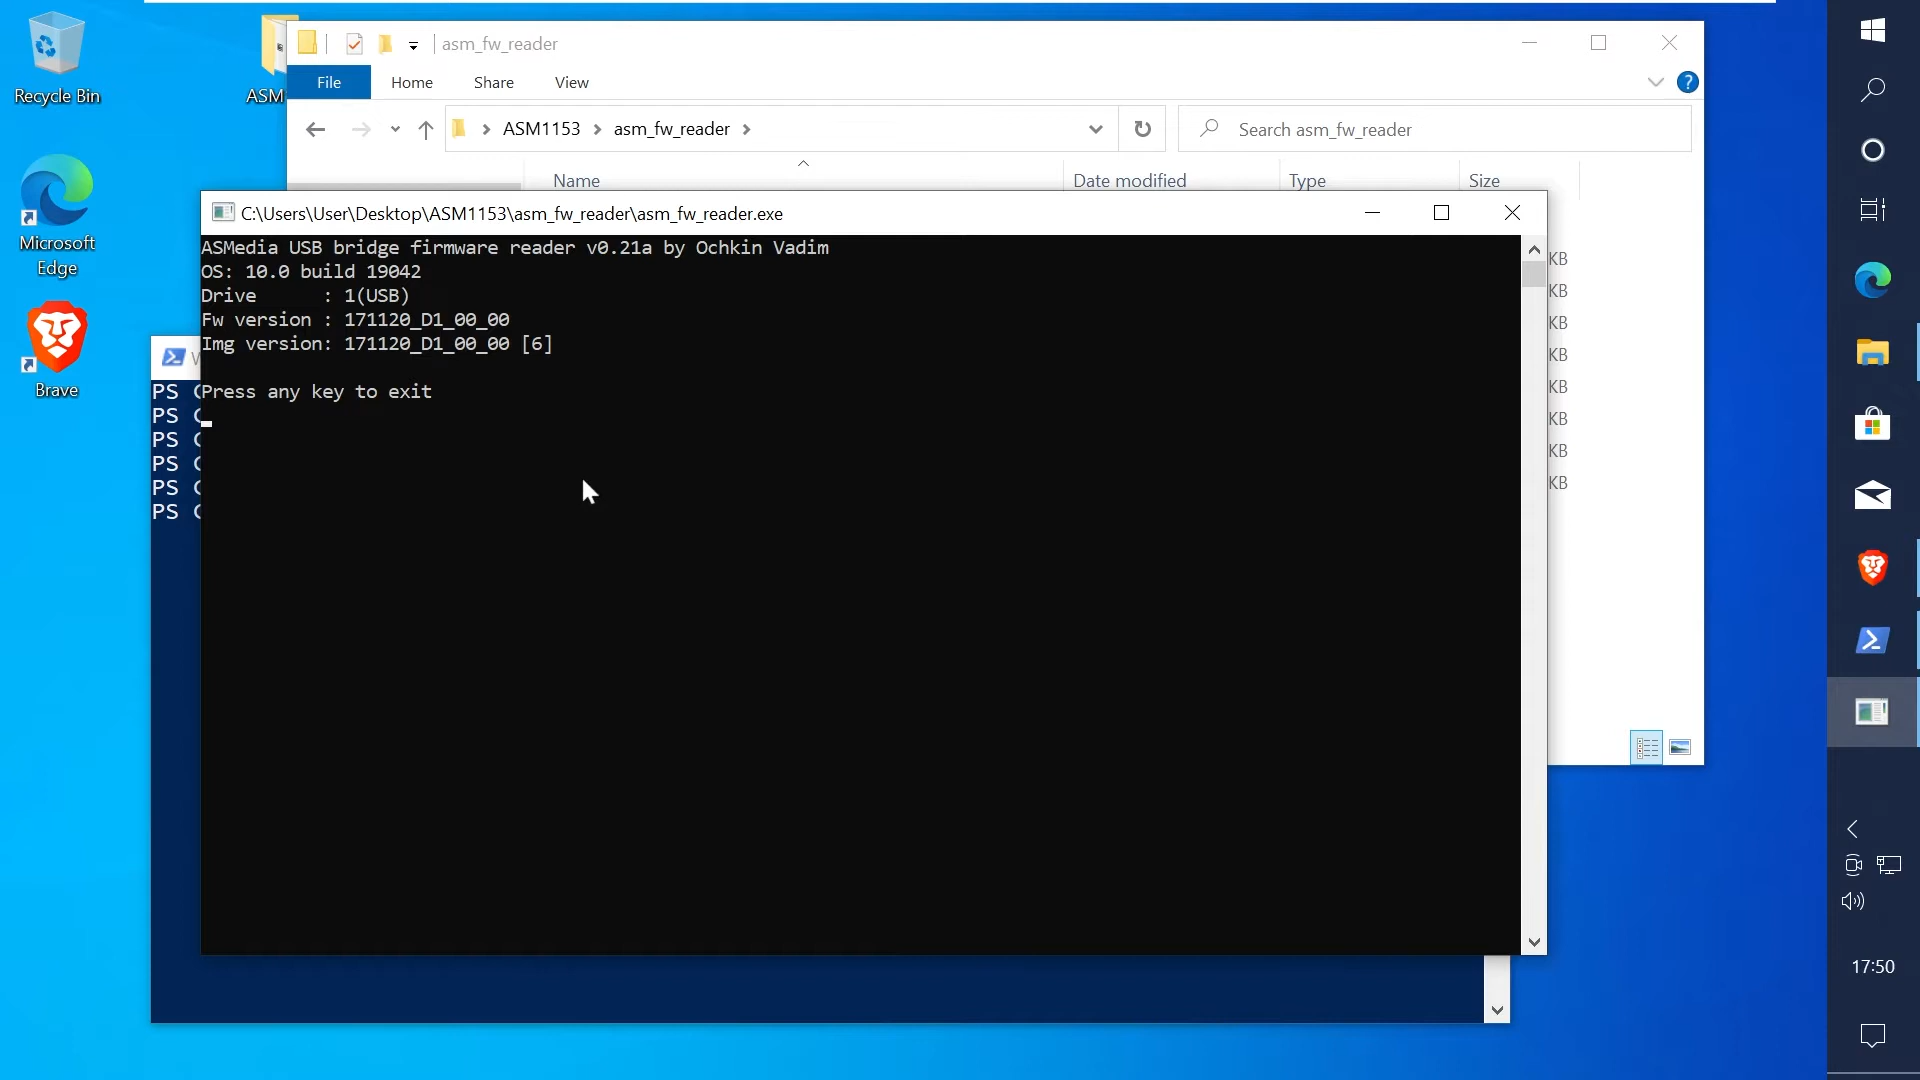 Recycle Bin
Microsoft
Edge
Brave
asm_fw_reader
File Home Share View
ASM1153 asm_fw_reader
Search asm_fw_reader
Name Date modified Type Size
C:\Users\User\Desktop\ASM1153\asm_fw_reader\asm_fw_reader.exe
ASMedia USB bridge firmware reader v0.21a by Ochkin Vadim
OS: 10.0 build 19042
Drive      : 1(USB)
Fw version : 171120_D1_00_00
Img version: 171120_D1_00_00 [6]
Press any key to exit
KB
KB
KB
KB
KB
KB
KB
KB
PS
PS
PS
PS
PS
PS
17:50